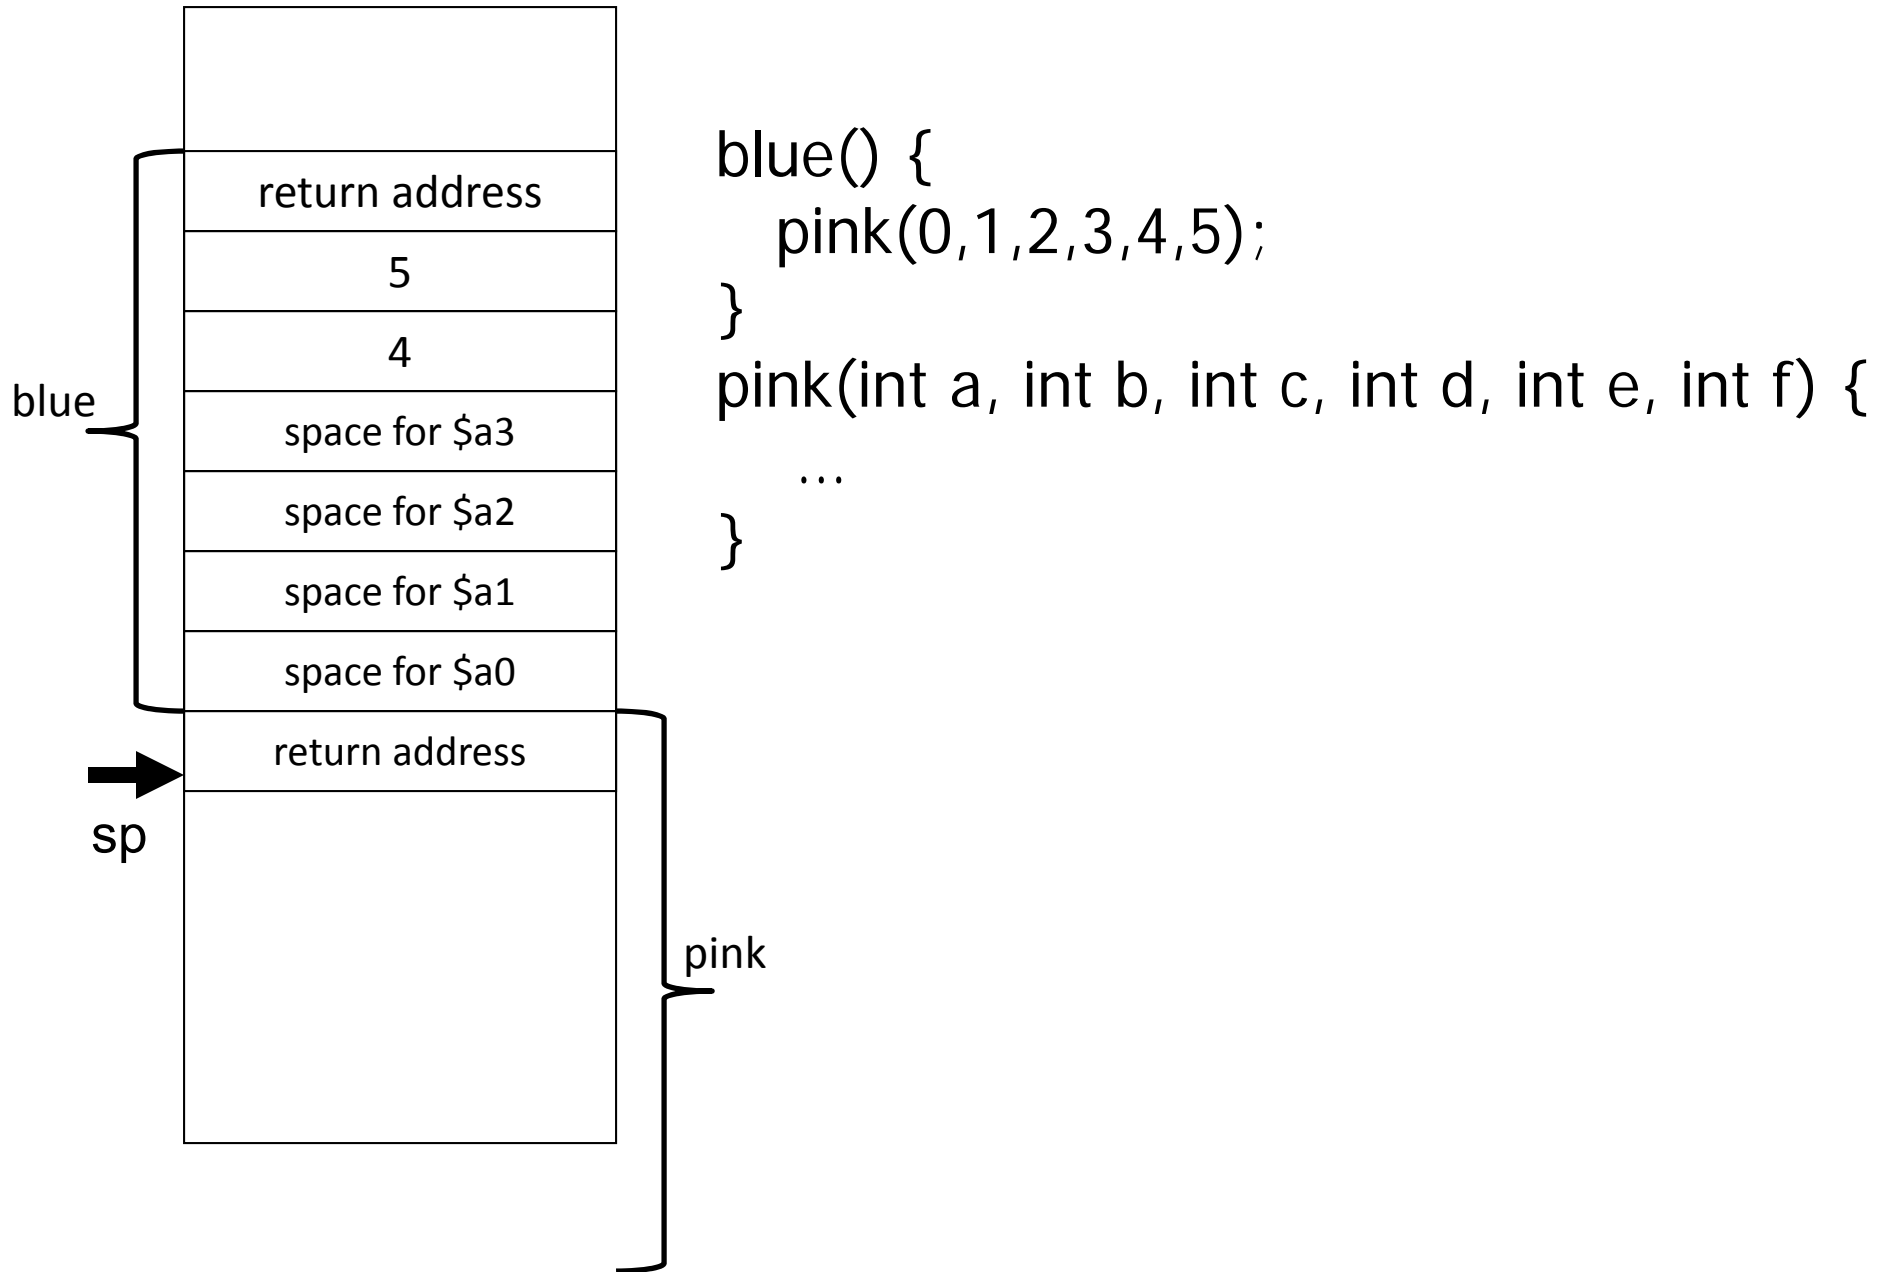 blue
return address
5
4
space for $a3
space for $a2
space for $a1
space for $a0
return address
sp
pink
blue() {
pink(0,1,2,3,4,5);
}
pink(int a, int b, int c, int d, int e, int f) {
...
}